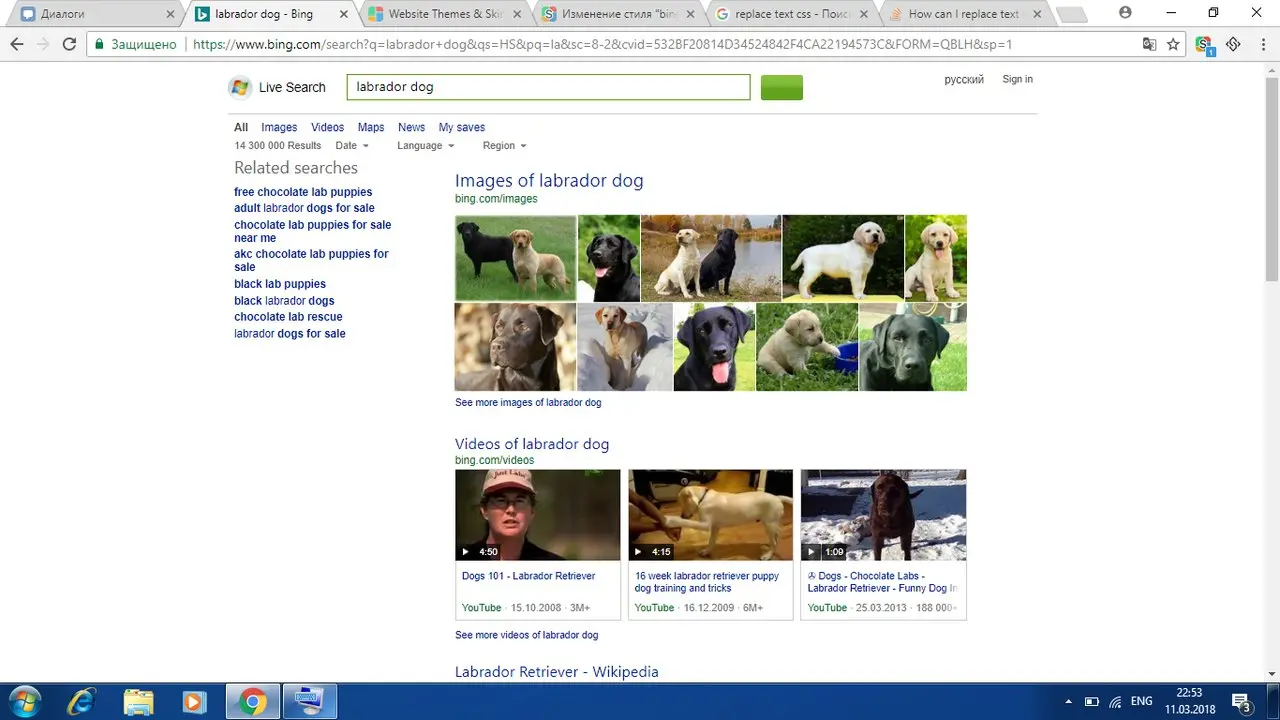 Диалоги
labrador dog - Bing
Website Themes & Skin
Изменение стиля "bing
replace text css - Поис
How can I replace text
Защищено
https://www.bing.com/search?q=labrador+dog&qs=HS&pq=la&sc=8-2&cvid=532BF20814D34524842F4CA22194573C&FORM=QBLH&sp=1
1
Live Search
labrador dog
русский
Sign in
All Images Videos Maps News My saves
14 300 000 Results Date Language Region
Related searches
free chocolate lab puppies
adult labrador dogs for sale
chocolate lab puppies for sale
near me
akc chocolate lab puppies for
sale
black lab puppies
black labrador dogs
chocolate lab rescue
labrador dogs for sale
Images of labrador dog
bing.com/images
See more images of labrador dog
Videos of labrador dog
bing.com/videos
4:50
Dogs 101 - Labrador Retriever
YouTube · 15.10.2008 · 3M+
4:15
16 week labrador retriever puppy
dog training and tricks
YouTube · 16.12.2009 · 6M+
1:09
✇ Dogs - Chocolate Labs -
Labrador Retriever - Funny Dog In
YouTube · 25.03.2013 · 188 000+
See more videos of labrador dog
Labrador Retriever - Wikipedia
ENG
22:53
11.03.2018
3